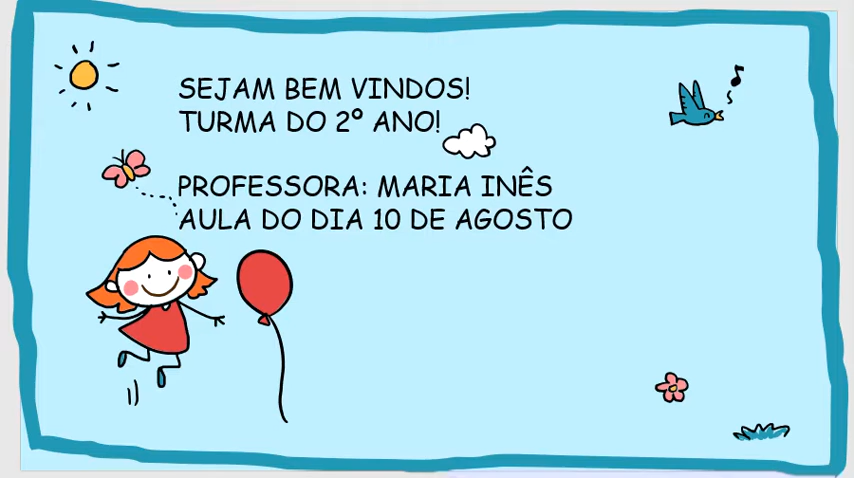 SEJAM BEM VINDOS!
TURMA DO 2º ANO!
PROFESSORA: MARIA INÊS
AULA DO DIA 10 DE AGOSTO